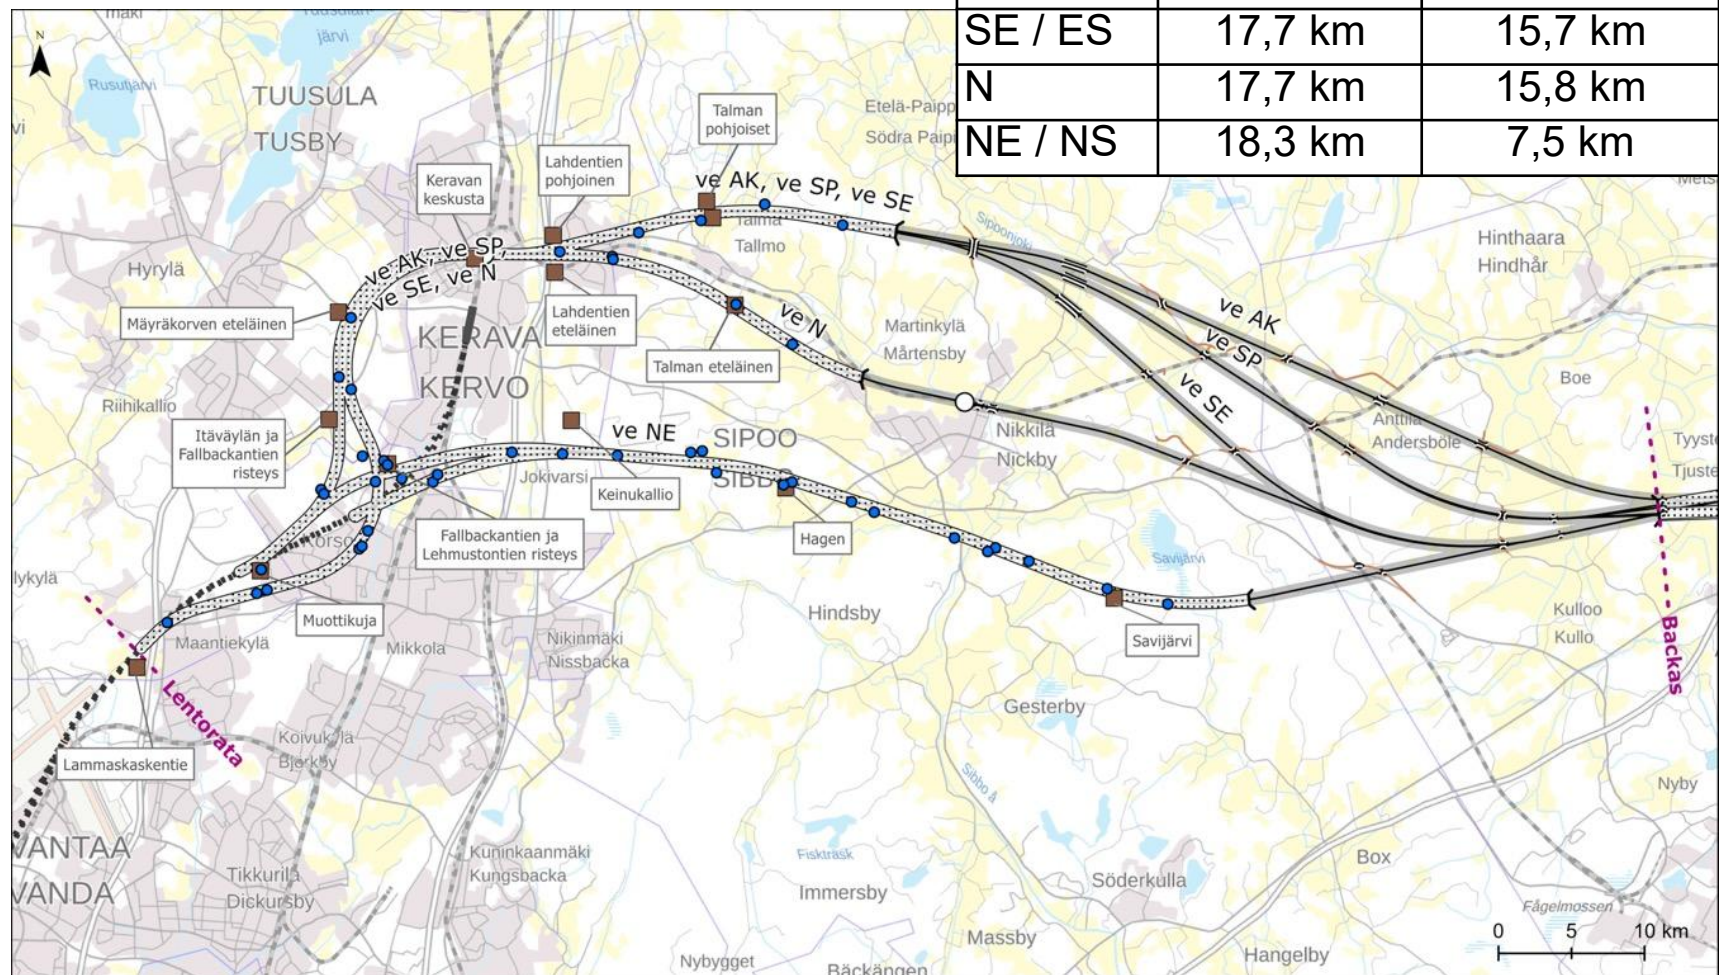 SE / ES 17,7 km 15,7 km
N 17,7 km 15,8 km
NE / NS 18,3 km 7,5 km
N
järvi
Rusutjärvi
TUUSULA
TUSBY
Talman
pohjoiset
Etelä-Paipp
Södra Paip
Lahdentien
pohjoinen
Keravan
keskusta
ve AK, ve SP, ve SE
Talma
Tallmo
Sipoonjoki
Hinthaara
Hindhår
Hyrylä
ve AK, ve SP,
ve SE, ve N
Mäyräkorven eteläinen
Lahdentien
eteläinen
ve N
Martinkylä
Mårtensby
ve AK
ve SP
ve SE
KERAVA
KERVO
Talman eteläinen
Boe
Riihikallio
Itäväylän ja
Fallbackantien
risteys
ve NE
SIPOO
Nikkilä
Nickby
Anttila
Andersböle
Tyyst
Tjuste
Jokivarsi
Keinukallio
Hagen
Fallbackantien ja
Lehmustontien risteys
Savijärvi
lykylä
Muottikuja
Hindsby
Kulloo
Kullo
Backas
Maantiekylä
Mikkola
Nikinmäki
Nissbacka
Savijärvi
Lentorata
Gesterby
Koivukylä
Björkby
Lammaskaskentie
Sibbo å
Nyby
VANTAA
VANDA
Kuninkaanmäki
Kungsbacka
Fiskträsk
Box
Tikkurila
Dickursby
Immersby
Söderkulla
Fågelmossen
0 5 10 km
Massby
Hangelby
Nybygget
Bäckängen